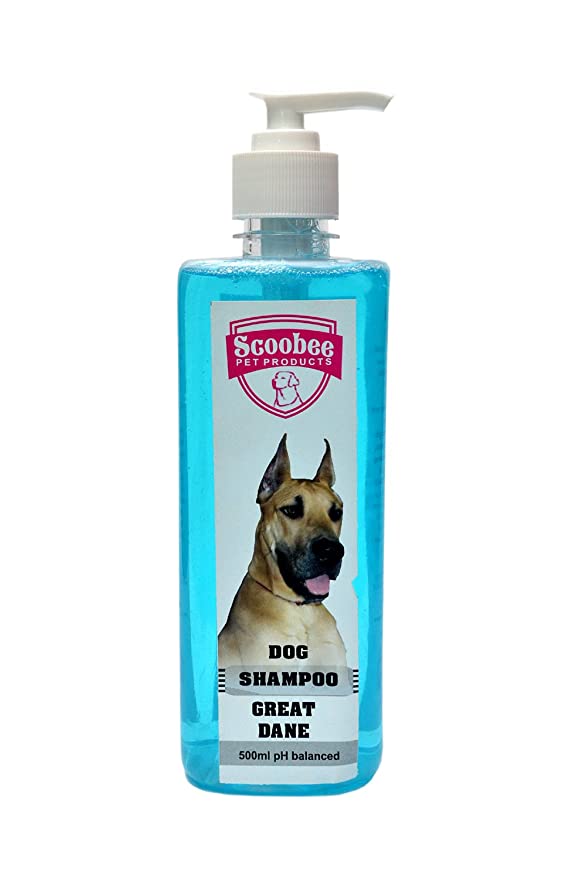 Scoobee
PET PRODUCTS
DOG
SHAMPOO
GREAT
DANE
500ml pH balanced